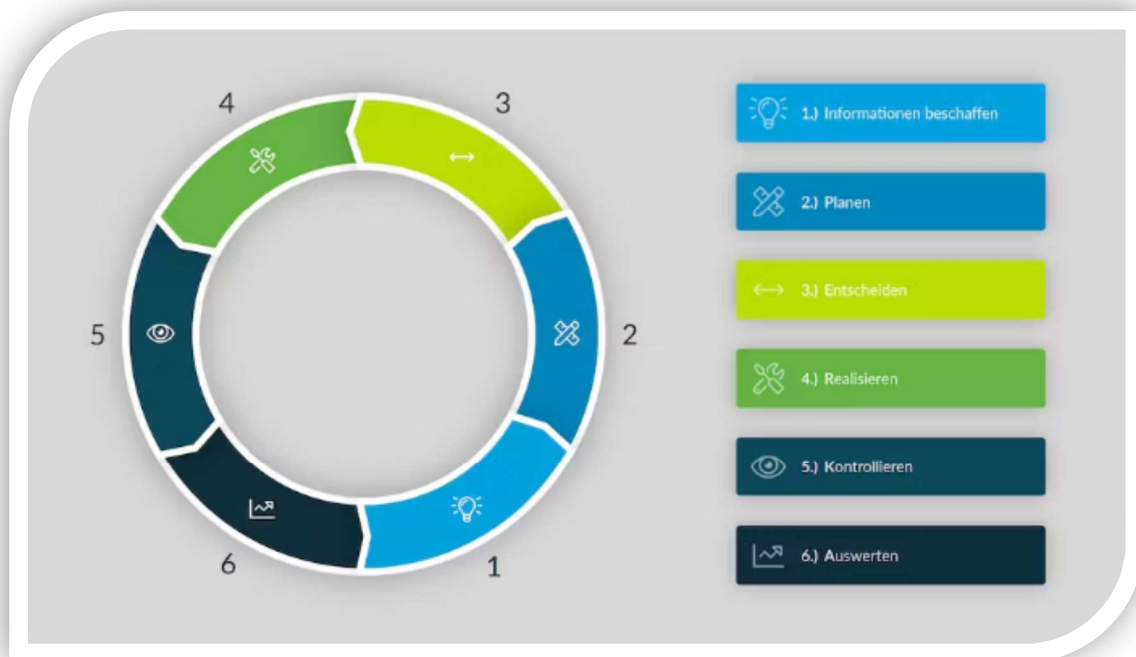 4
3
5
2
6
1
1.) Informationen beschaffen
2.) Planen
3.) Entscheiden
4.) Realisieren
5.) Kontrollieren
6.) Auswerten